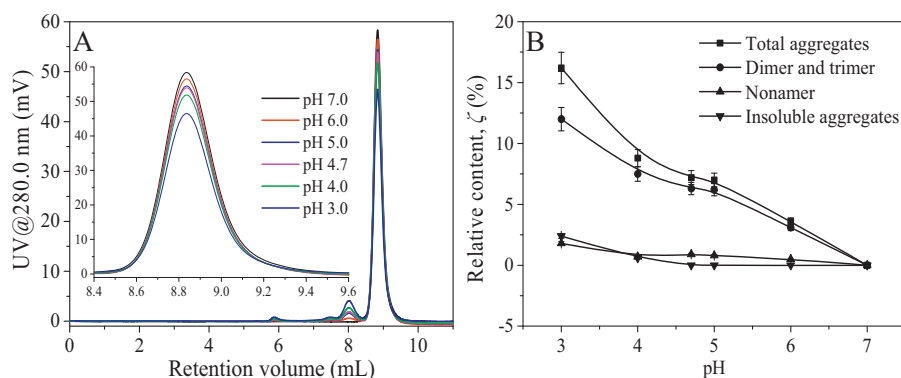 A
UV@280.0 nm (mV)
60
50
40
30
20
10
0
60
50
40
30
20
10
0
8.4 8.6 8.8 9.0 9.2 9.4 9.6
pH 7.0
pH 6.0
pH 5.0
pH 4.7
pH 4.0
pH 3.0
0 2 4 6 8 10
Retention volume (mL)
B
Relative content, ζ (%)
25
20
15
10
5
0
-5
Total aggregates
Dimer and trimer
Nonamer
Insoluble aggregates
3 4 5 6 7
pH